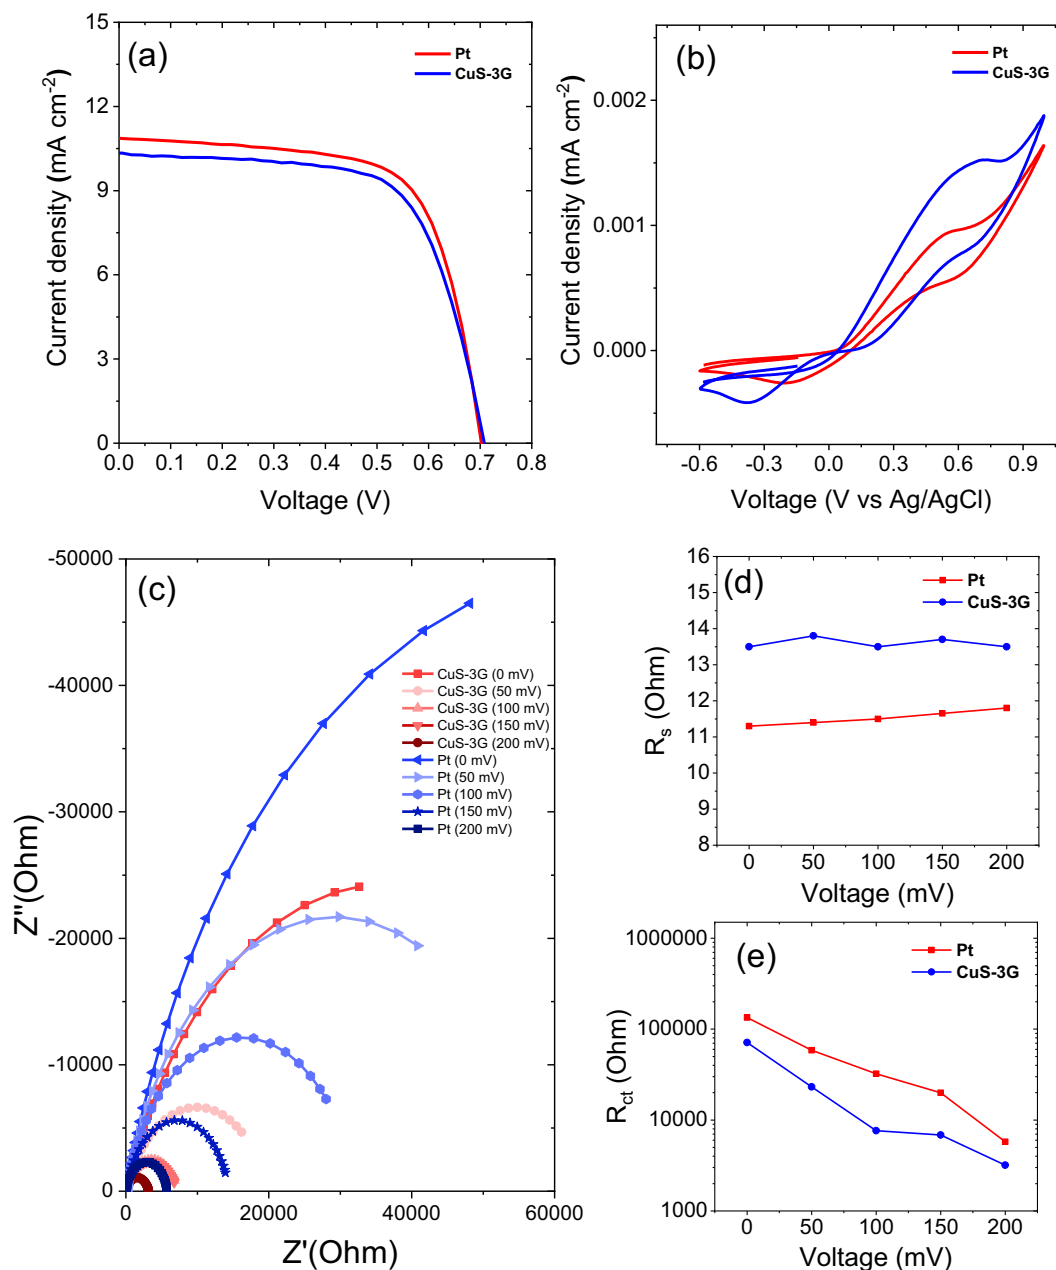 (a)
Pt
CuS-3G
15
12
9
6
3
0
0.0 0.1 0.2 0.3 0.4 0.5 0.6 0.7 0.8
Current density (mA cm-2)
Voltage (V)
(b)
Pt
CuS-3G
0.002
0.001
0.000
-0.6 -0.3 0.0 0.3 0.6 0.9
Current density (mA cm-2)
Voltage (V vs Ag/AgCl)
(c)
-50000
-40000
-30000
-20000
-10000
0
0 20000 40000 60000
Z"(Ohm)
Z'(Ohm)
CuS-3G (0 mV)
CuS-3G (50 mV)
CuS-3G (100 mV)
CuS-3G (150 mV)
CuS-3G (200 mV)
Pt (0 mV)
Pt (50 mV)
Pt (100 mV)
Pt (150 mV)
Pt (200 mV)
(d)
Pt
CuS-3G
16
15
14
13
12
11
10
9
8
0 50 100 150 200
Rs (Ohm)
Voltage (mV)
(e)
Pt
CuS-3G
1000000
100000
10000
1000
0 50 100 150 200
Rct (Ohm)
Voltage (mV)